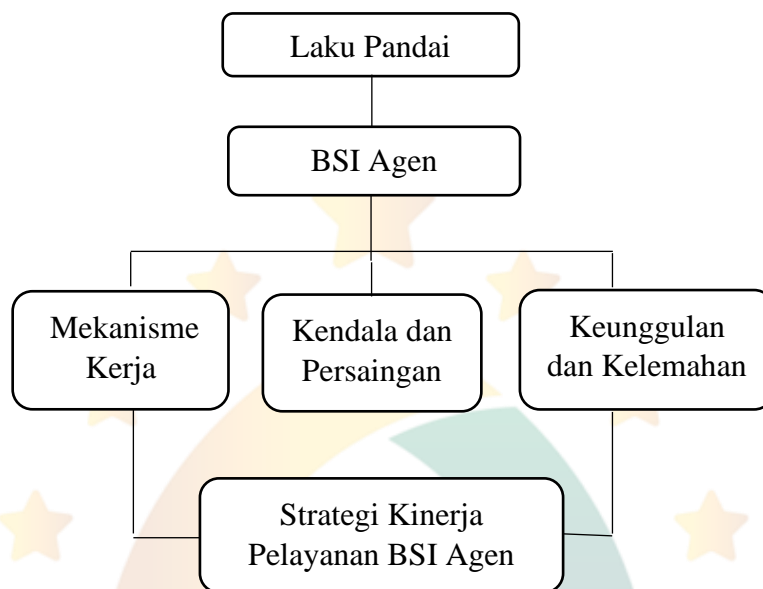 Laku Pandai
BSI Agen
Mekanisme
Kerja
Kendala dan
Persaingan
Keunggulan
dan Kelemahan
Strategi Kinerja
Pelayanan BSI Agen